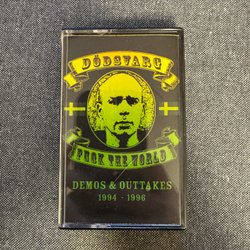 DÖDSVARG
FUCK THE WORLD
DEMOS & OUTTAKES
1994 - 1996